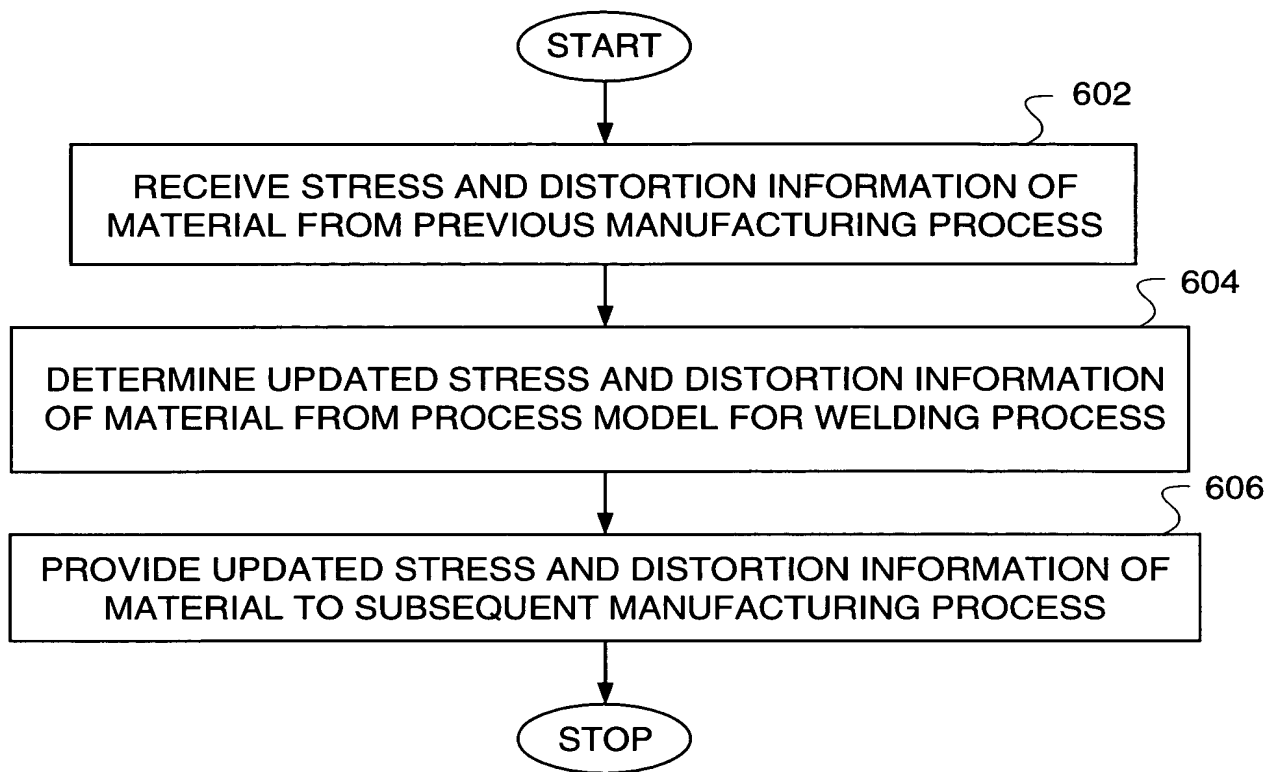 START
602
RECEIVE STRESS AND DISTORTION INFORMATION OF
MATERIAL FROM PREVIOUS MANUFACTURING PROCESS
604
DETERMINE UPDATED STRESS AND DISTORTION INFORMATION
OF MATERIAL FROM PROCESS MODEL FOR WELDING PROCESS
606
PROVIDE UPDATED STRESS AND DISTORTION INFORMATION OF
MATERIAL TO SUBSEQUENT MANUFACTURING PROCESS
STOP